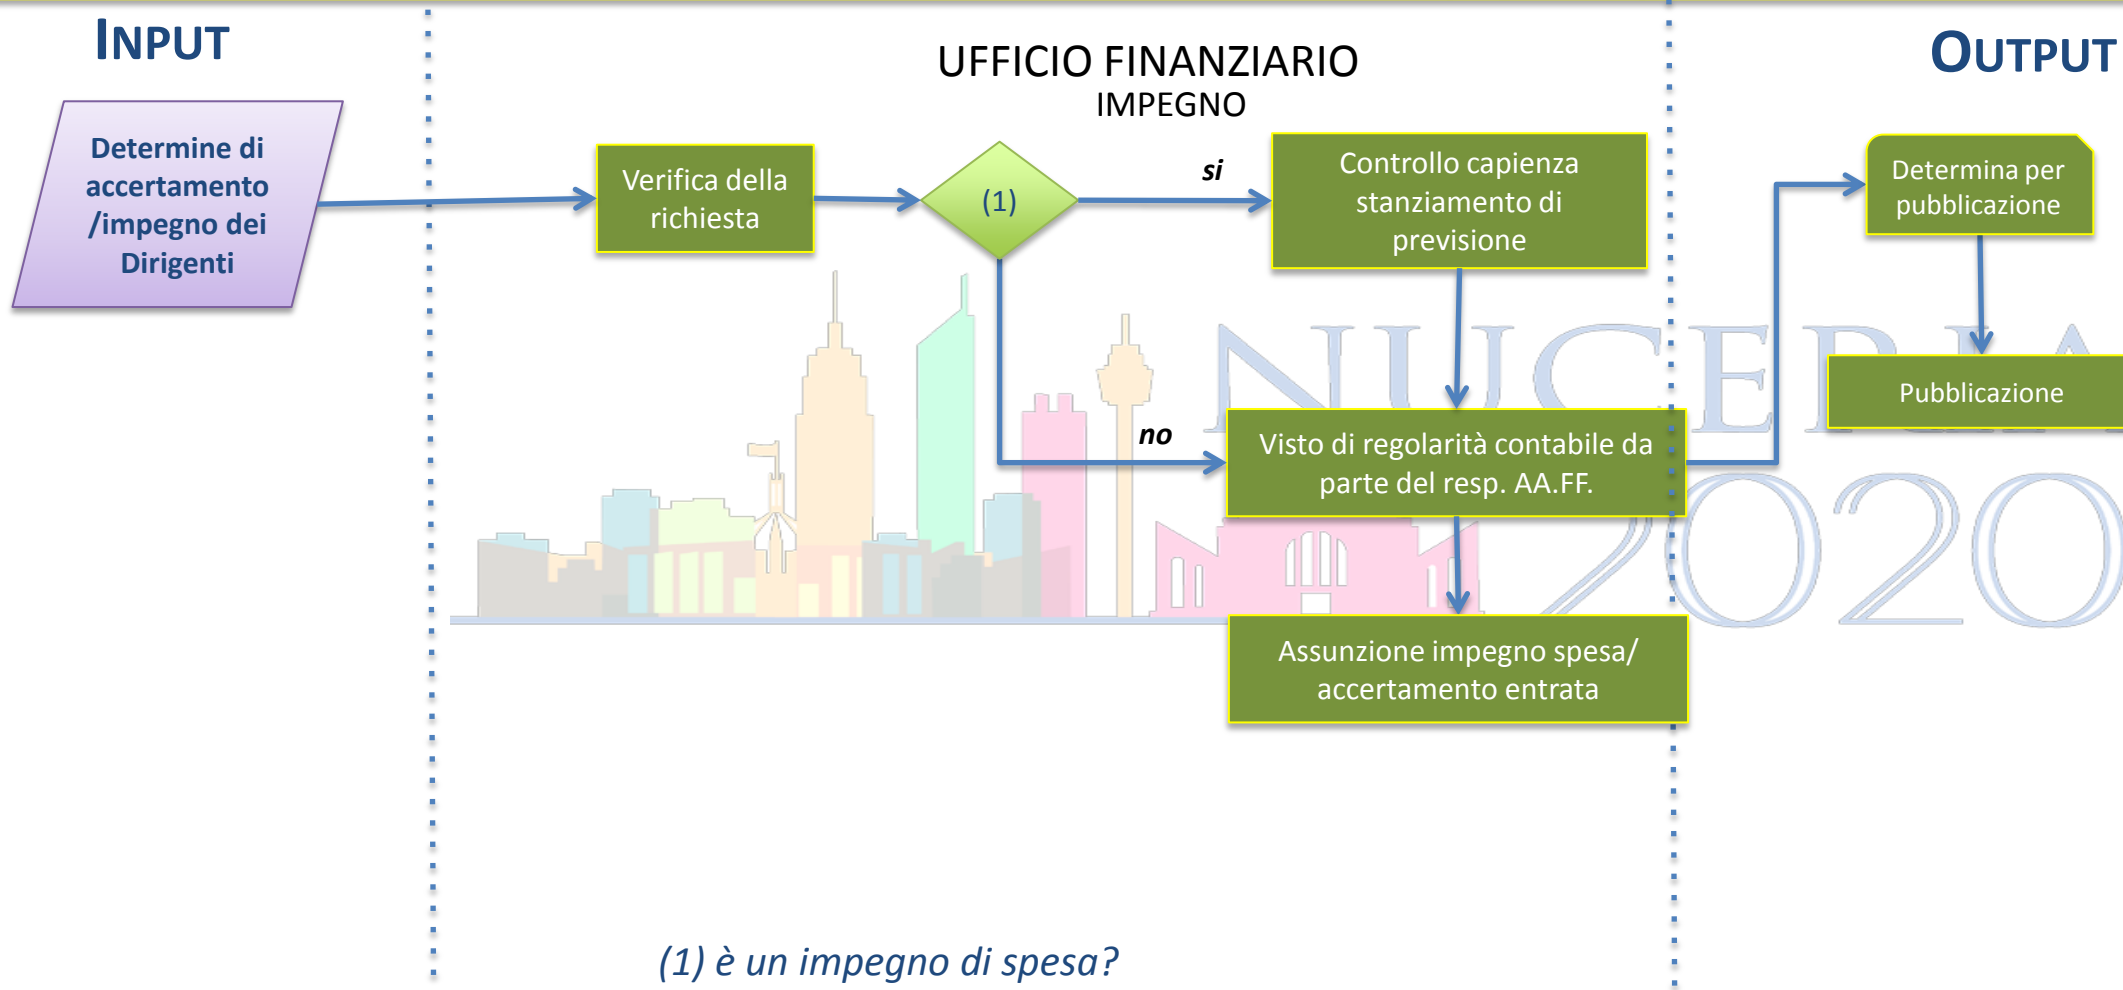 INPUT
UFFICIO FINANZIARIO
IMPEGNO
OUTPUT
Determine di
accertamento
/impegno dei
Dirigenti
Verifica della
richiesta
(1)
si
Controllo capienza
stanziamento di
previsione
Determina per
pubblicazione
Pubblicazione
no
Visto di regolarità contabile da
parte del resp. AA.FF.
Assunzione impegno spesa/
accertamento entrata
2020
(1) è un impegno di spesa?